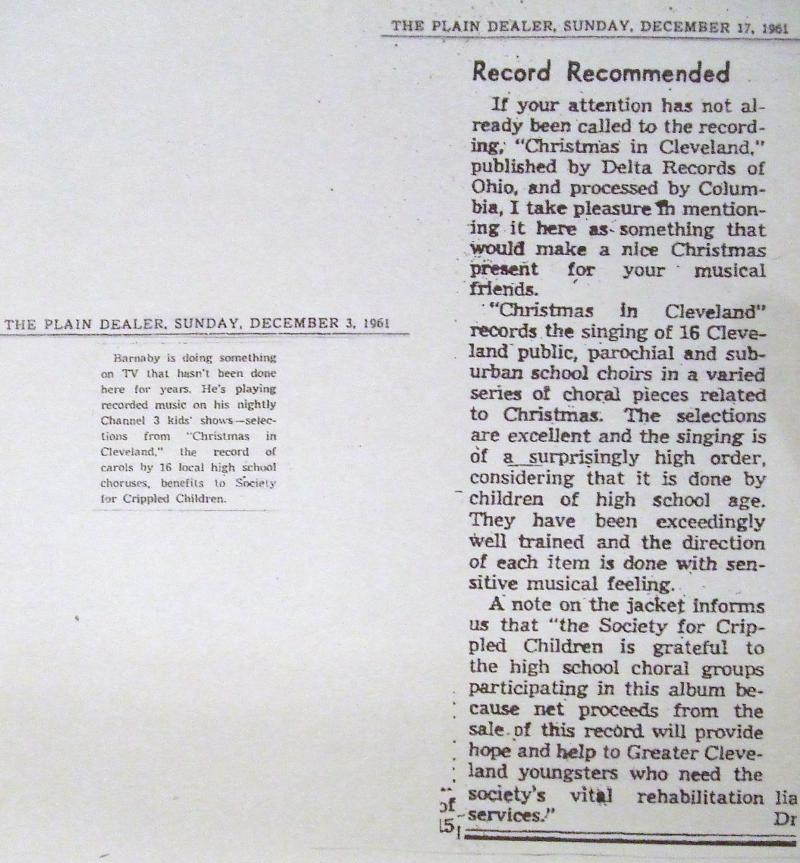 THE PLAIN DEALER, SUNDAY, DECEMBER 3, 1961
Barnaby is doing something
on TV that hasn't been done
here for years. He's playing
recorded music on his nightly
Channel 3 kids' shows—selec-
tions from "Christmas in
Cleveland," the record of
carols by 16 local high school
choruses, benefits to Society
for Crippled Children.
THE PLAIN DEALER, SUNDAY, DECEMBER 17, 1961
Record Recommended
If your attention has not al-
ready been called to the record-
ing, "Christmas in Cleveland,"
published by Delta Records of
Ohio, and processed by Colum-
bia, I take pleasure in mention-
ing it here as something that
would make a nice Christmas
present for your musical
friends.
"Christmas in Cleveland"
records the singing of 16 Cleve-
land public, parochial and sub-
urban school choirs in a varied
series of choral pieces related
to Christmas. The selections
are excellent and the singing is
of a surprisingly high order,
considering that it is done by
children of high school age.
They have been exceedingly
well trained and the direction
of each item is done with sen-
sitive musical feeling.
A note on the jacket informs
us that "the Society for Crip-
pled Children is grateful to
the high school choral groups
participating in this album be-
cause net proceeds from the
sale of this record will provide
hope and help to Greater Cleve-
land youngsters who need the
society's vital rehabilitation
services."
of
15
lia
Dr